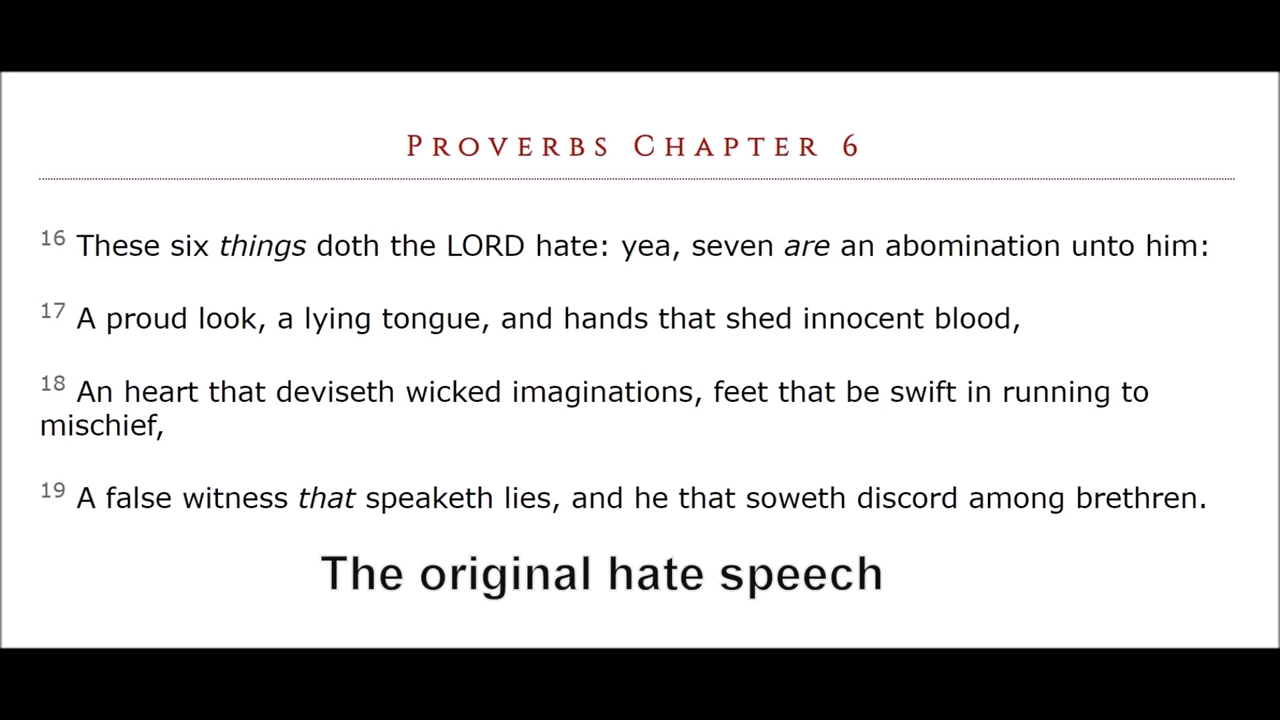 Proverbs Chapter 6
16 These six things doth the LORD hate: yea, seven are an abomination unto him:
17 A proud look, a lying tongue, and hands that shed innocent blood,
18 An heart that deviseth wicked imaginations, feet that be swift in running to
mischief,
19 A false witness that speaketh lies, and he that soweth discord among brethren.
The original hate speech